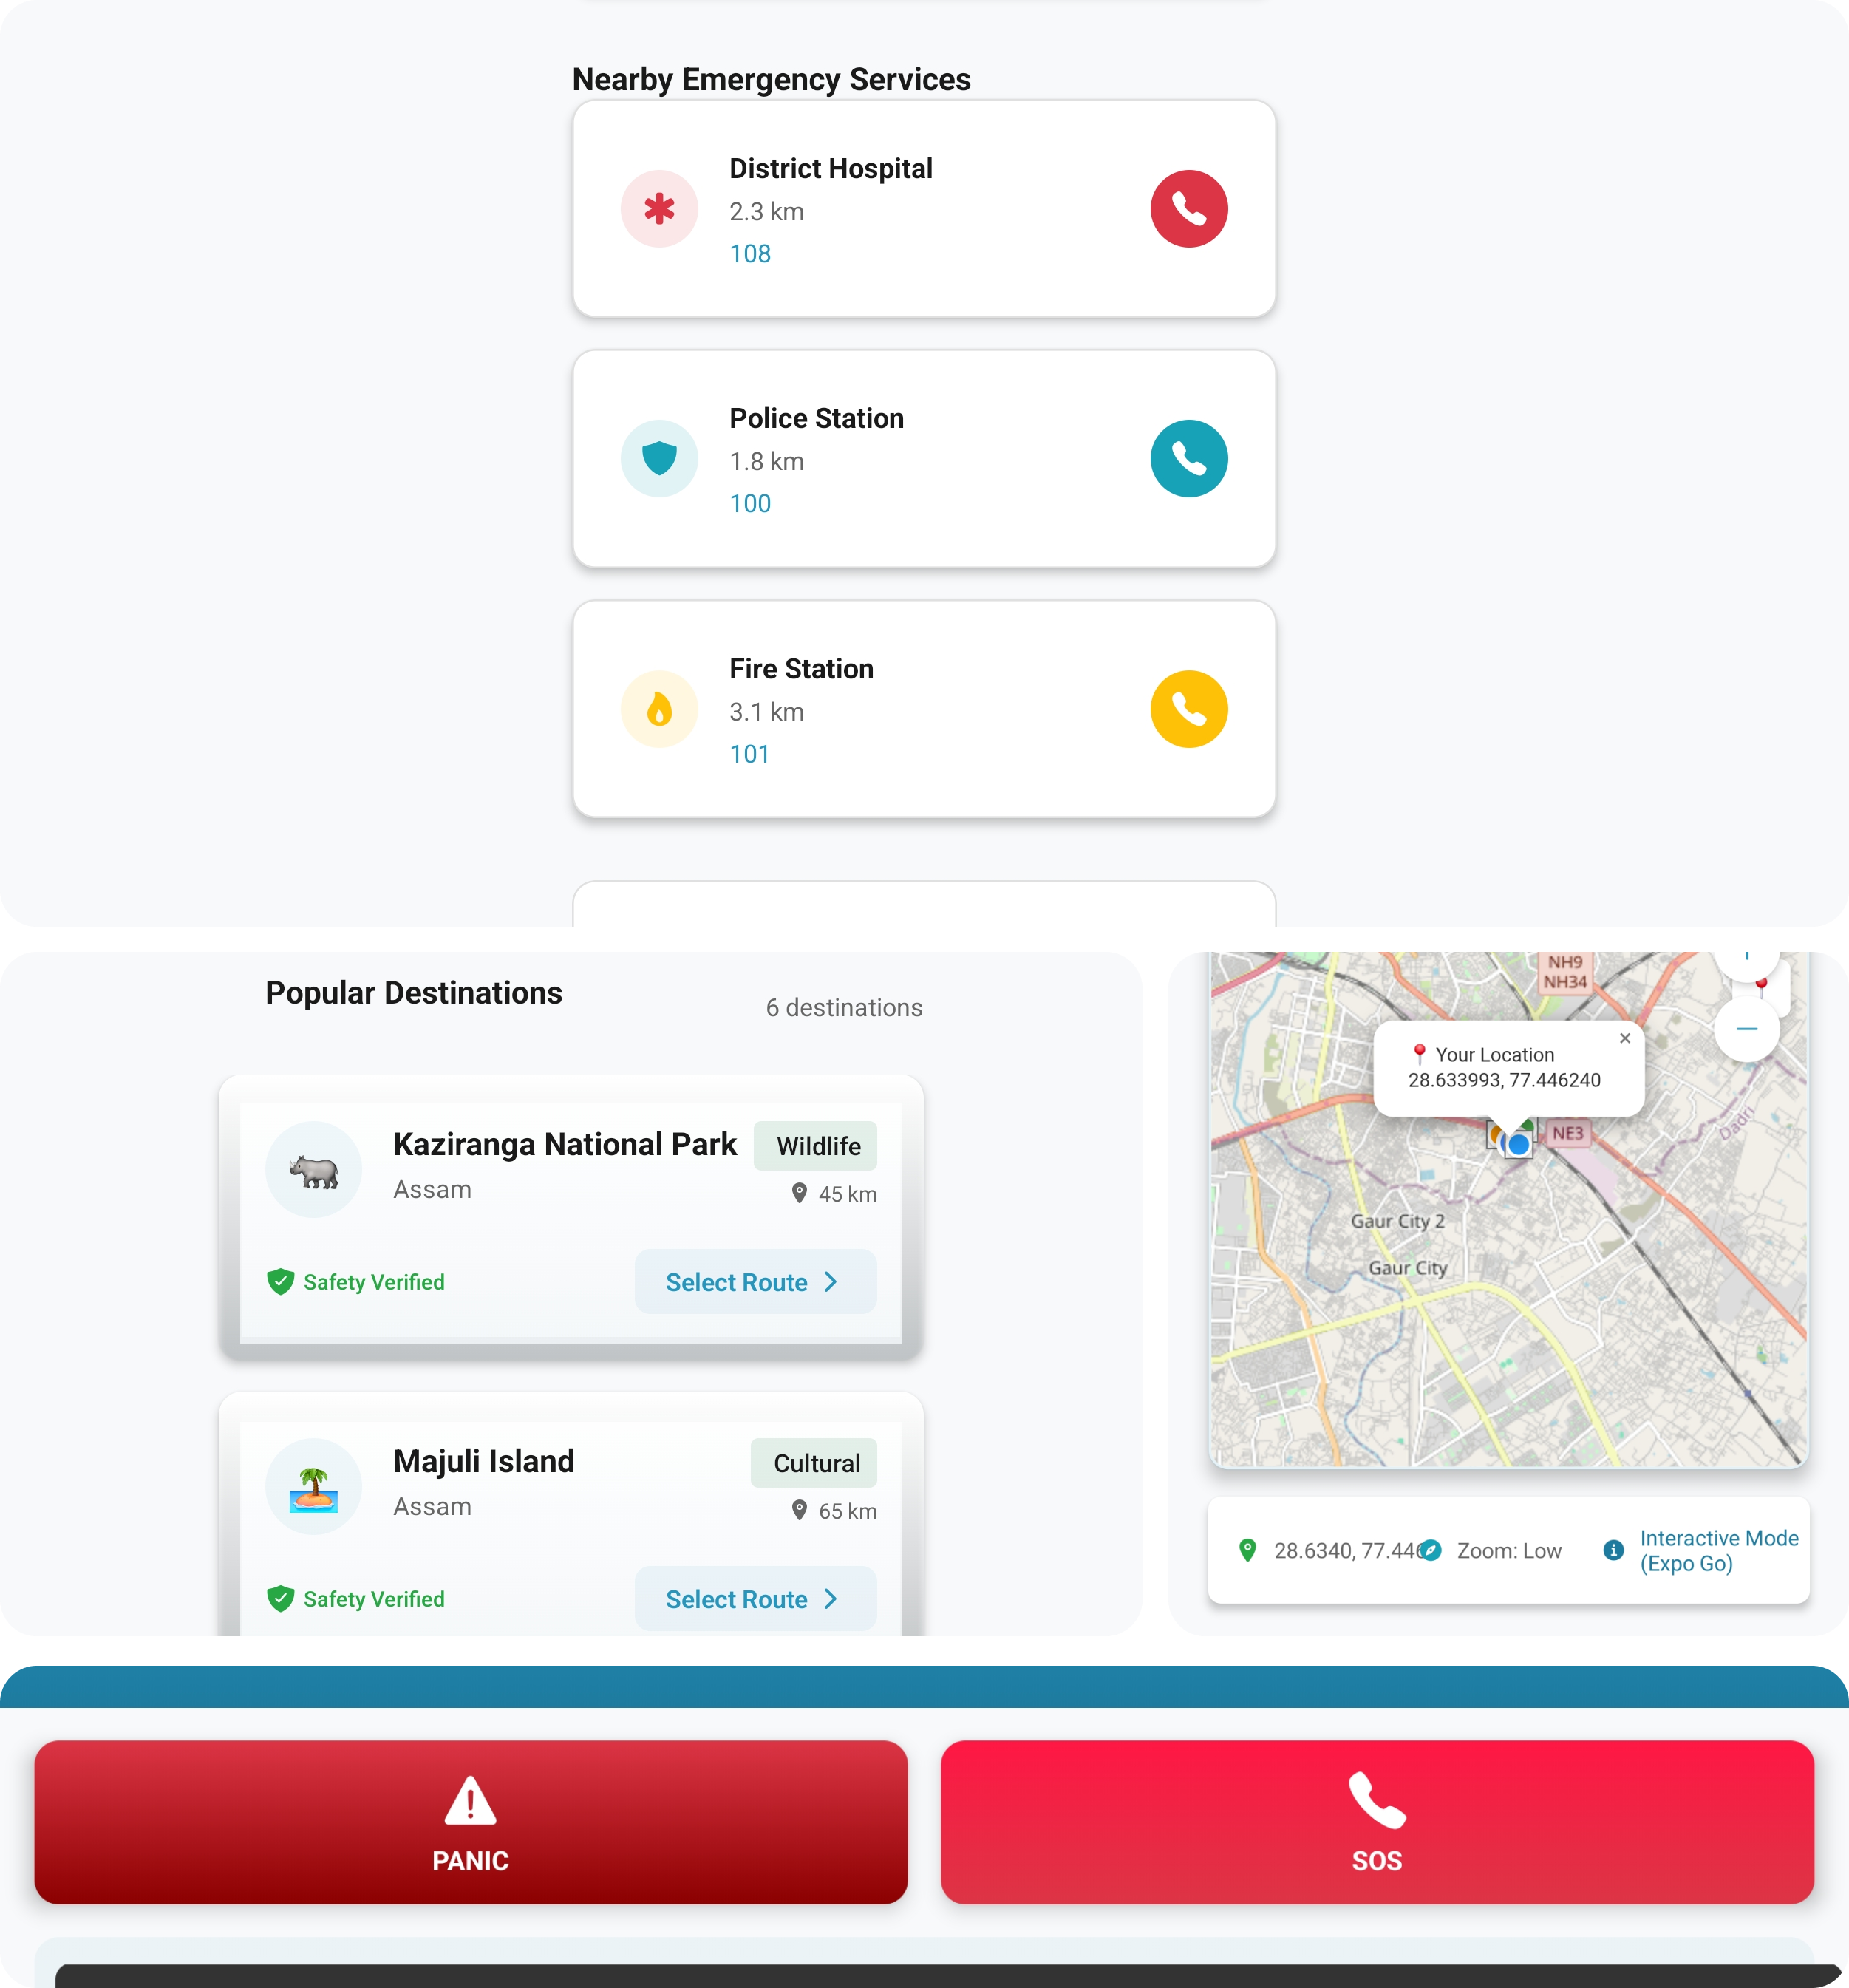 Nearby Emergency Services
District Hospital
2.3 km
108
Police Station
1.8 km
100
Fire Station
3.1 km
101
Popular Destinations
6 destinations
Kaziranga National Park
Wildlife
Assam
45 km
Safety Verified
Select Route
Majuli Island
Cultural
Assam
65 km
Safety Verified
Select Route
NH9
NH34
Your Location
28.633993, 77.446240
NE3
Dadri
Gaur City 2
Gaur City
28.6340, 77.446
Zoom: Low
Interactive Mode
(Expo Go)
PANIC
SOS